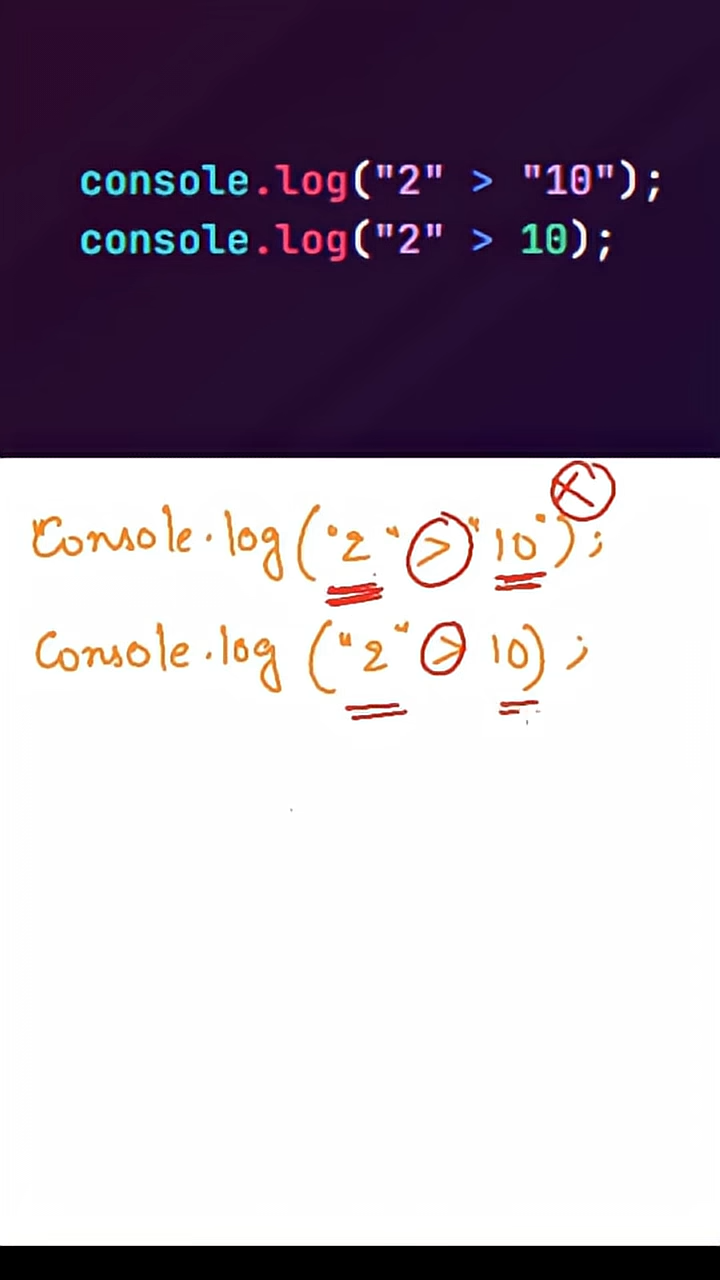 console.log("2" > "10");
console.log("2" > 10);
Console.log("2" > "10");
Console.log("2" > 10);